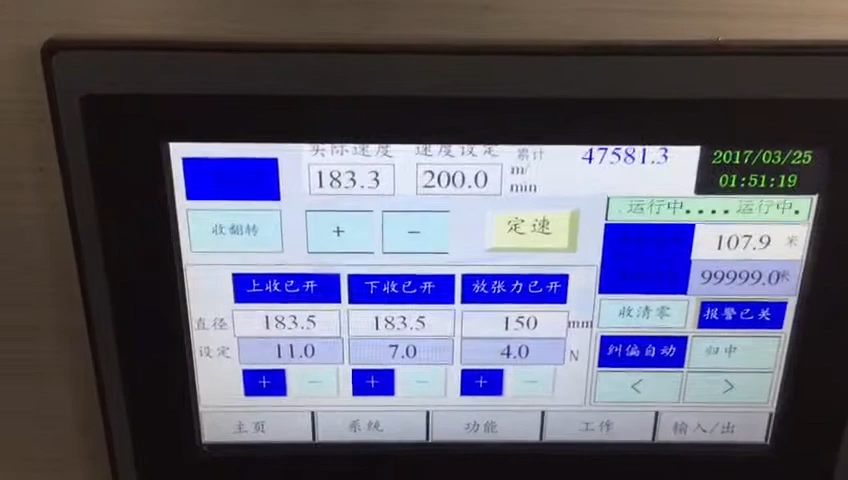 实际速度 速度设定 累计 47581.3 2017/03/25
183.3 200.0 m/min 01:51:19
运行中.... 运行中.
收翻转 + - 定速 107.9 米
99999.0 米
上收已开 下收已开 放张力已开 收清零 报警已关
直径 183.5 183.5 150 mm
设定 11.0 7.0 4.0 N 纠偏自动 归中
+ - + - + - < >
主页 系统 功能 工作 输入/出